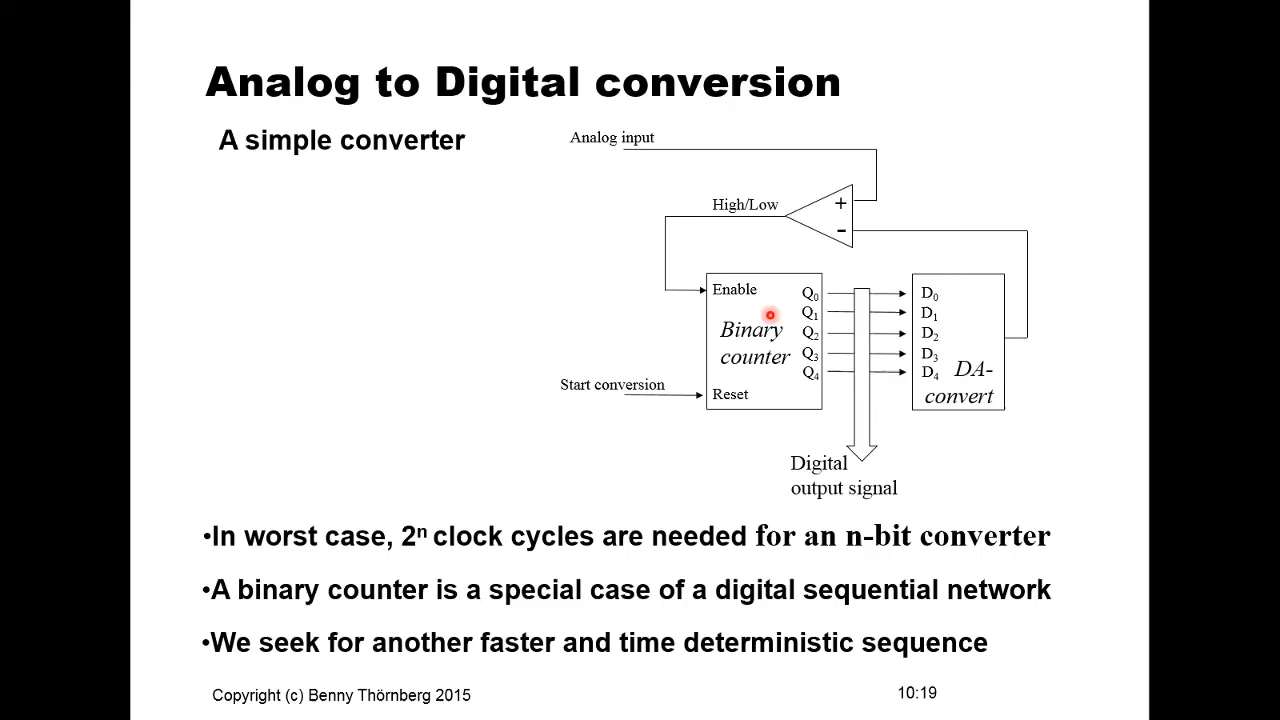 Analog to Digital conversion
A simple converter
Analog input
High/Low
+
-
Enable
Binary
counter
Q0
Q1
Q2
Q3
Q4
D0
D1
D2
D3
D4
DA-
convert
Start conversion
Reset
Digital
output signal
•In worst case, 2ⁿ clock cycles are needed for an n-bit converter
•A binary counter is a special case of a digital sequential network
•We seek for another faster and time deterministic sequence
Copyright (c) Benny Thörnberg 2015
10:19